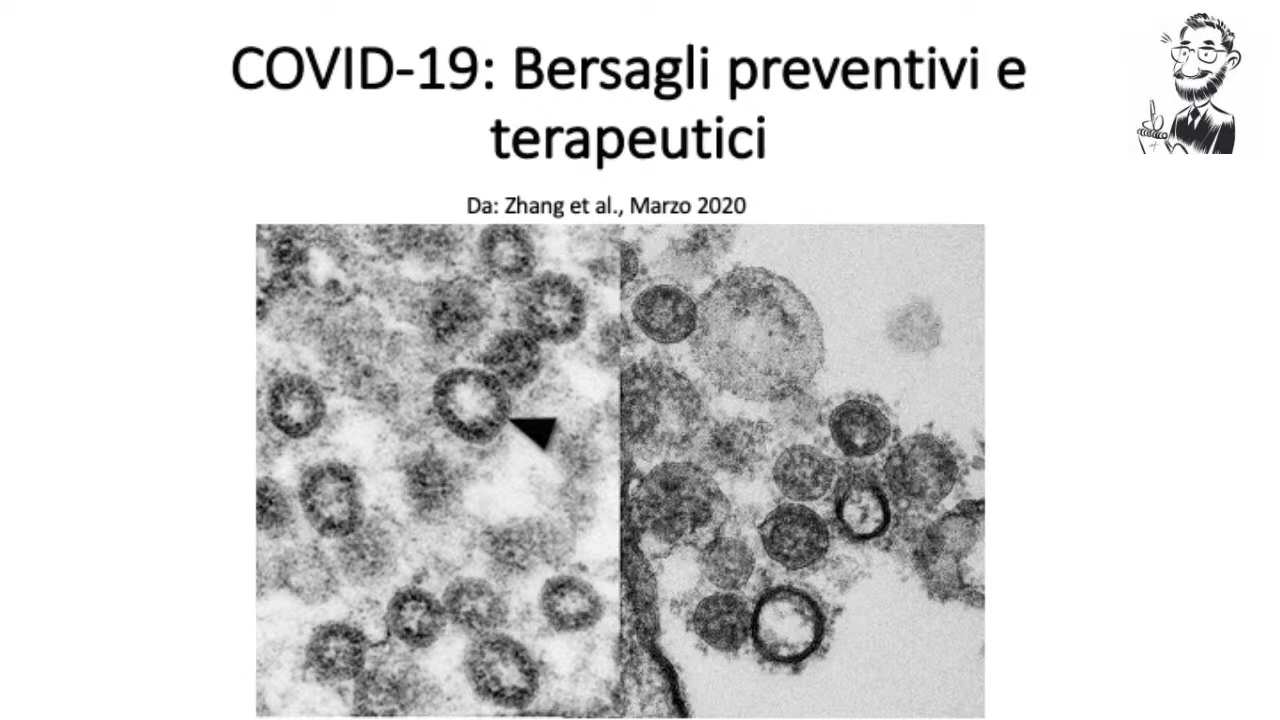 COVID-19: Bersagli preventivi e
terapeutici
Da: Zhang et al., Marzo 2020